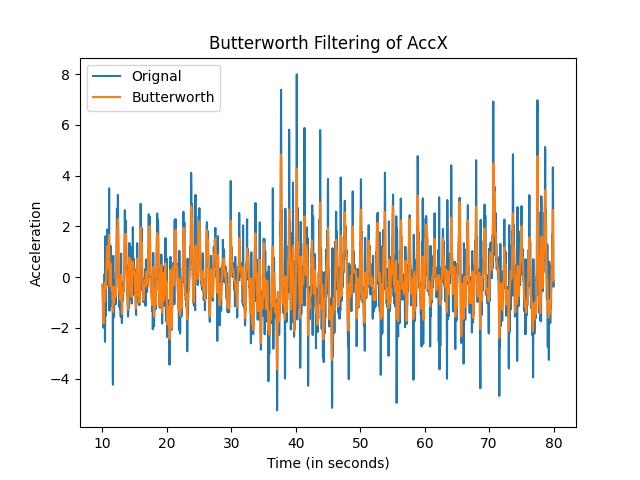 Butterworth Filtering of AccX
Orignal
Butterworth
8
6
4
2
0
−2
−4
Acceleration
10 20 30 40 50 60 70 80
Time (in seconds)